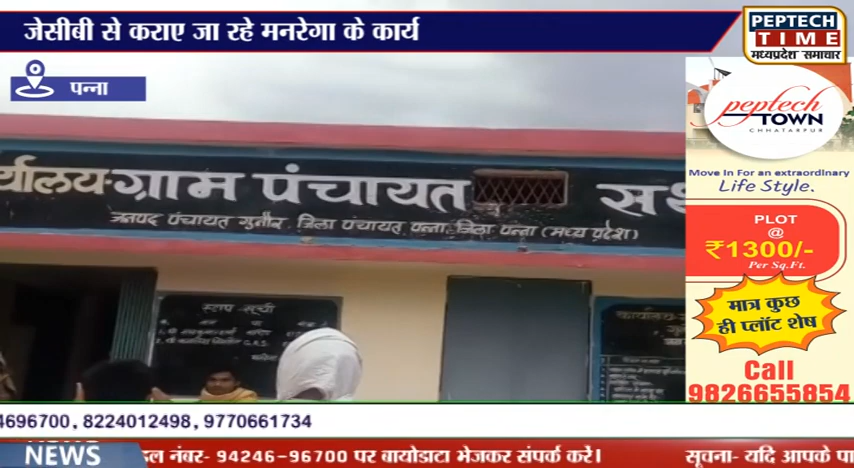 जेसीबी से कराए जा रहे मनरेगा के कार्य
PEPTECH
TIME
मध्यप्रदेश समाचार
पन्ना
peptech
TOWN
CHHATARPUR
र्यालय-ग्राम पंचायत
जनपद पंचायत गुनौर, जिला पंचायत पन्ना, जिला पन्ना (मध्य प्रदेश)
Move In For an extraordinary
Life Style.
PLOT
@
₹1300/-
Per Sq.Ft.
स्टाप सूची
मात्र कुछ
ही प्लॉट शेष
Call
9826655854
4696700, 8224012498, 9770661734
NEWS
इल नंबर- 94246-96700 पर बायोडाटा भेजकर संपर्क करें। सूचना- यदि आपके पा